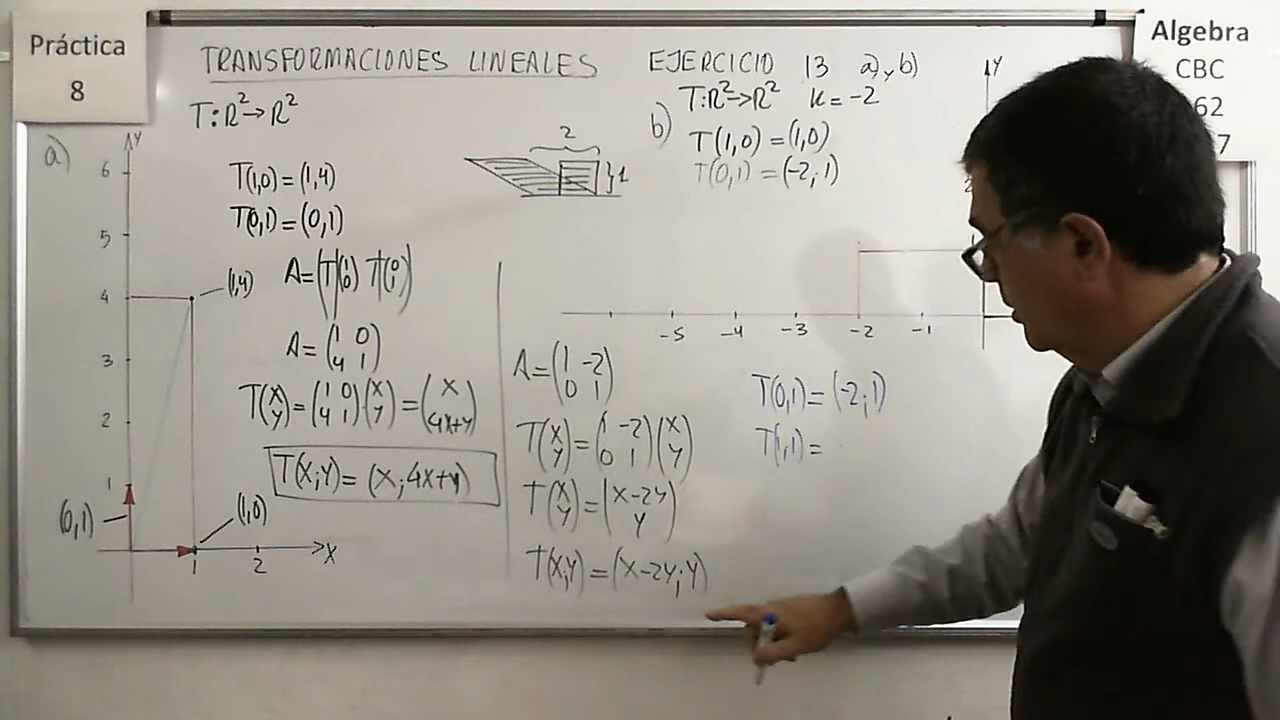 Práctica
8
Algebra
CBC
62
7
TRANSFORMACIONES LINEALES
EJERCICIO 13 a) y b)
T: R² → R²
a)
T(1,0) = (1,4)
T(0,1) = (0,1)
A = (T(1 0) T(0 1))
A = (1 0
4 1)
T(x y) = (1 0
4 1) · (x y) = (x
4x+y)
T(x;y) = (x; 4x+y)
y
6
5
4
3
2
1
(1,4)
(0,1)
(1,0)
1 2 x
2
1
T: R² → R² K = -2
b)
T(1,0) = (1,0)
T(0,1) = (-2;1)
y
2
-5 -4 -3 -2 -1
A = (1 -2
0 1)
T(x y) = (1 -2
0 1)(x y)
T(x y) = (x-2y
y)
T(x;y) = (x-2y; y)
T(0,1) = (-2;1)
T(1,1) =